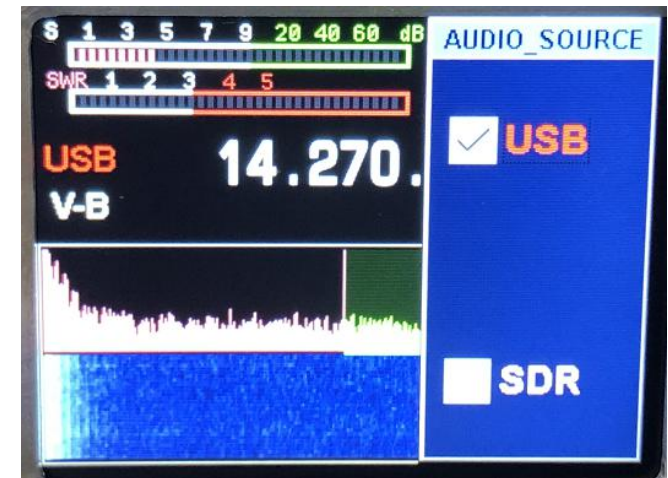 S 1 3 5 7 9 20 40 60 dB
SWR 1 2 3 4 5
USB 14.270.
V-B
AUDIO_SOURCE
USB
SDR